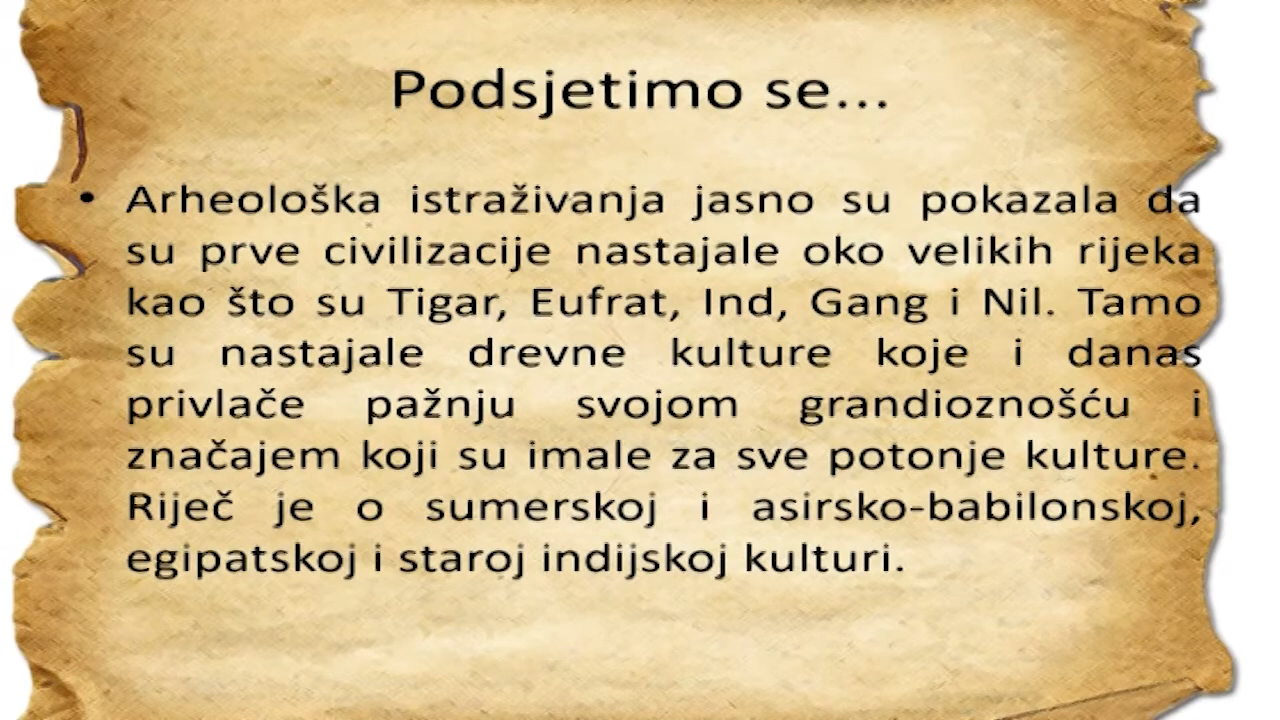 Podsjetimo se...
• Arheološka istraživanja jasno su pokazala da
su prve civilizacije nastajale oko velikih rijeka
kao što su Tigar, Eufrat, Ind, Gang i Nil. Tamo
su nastajale drevne kulture koje i danas
privlače pažnju svojom grandioznošću i
značajem koji su imale za sve potonje kulture.
Riječ je o sumerskoj i asirsko-babilonskoj,
egipatskoj i staroj indijskoj kulturi.